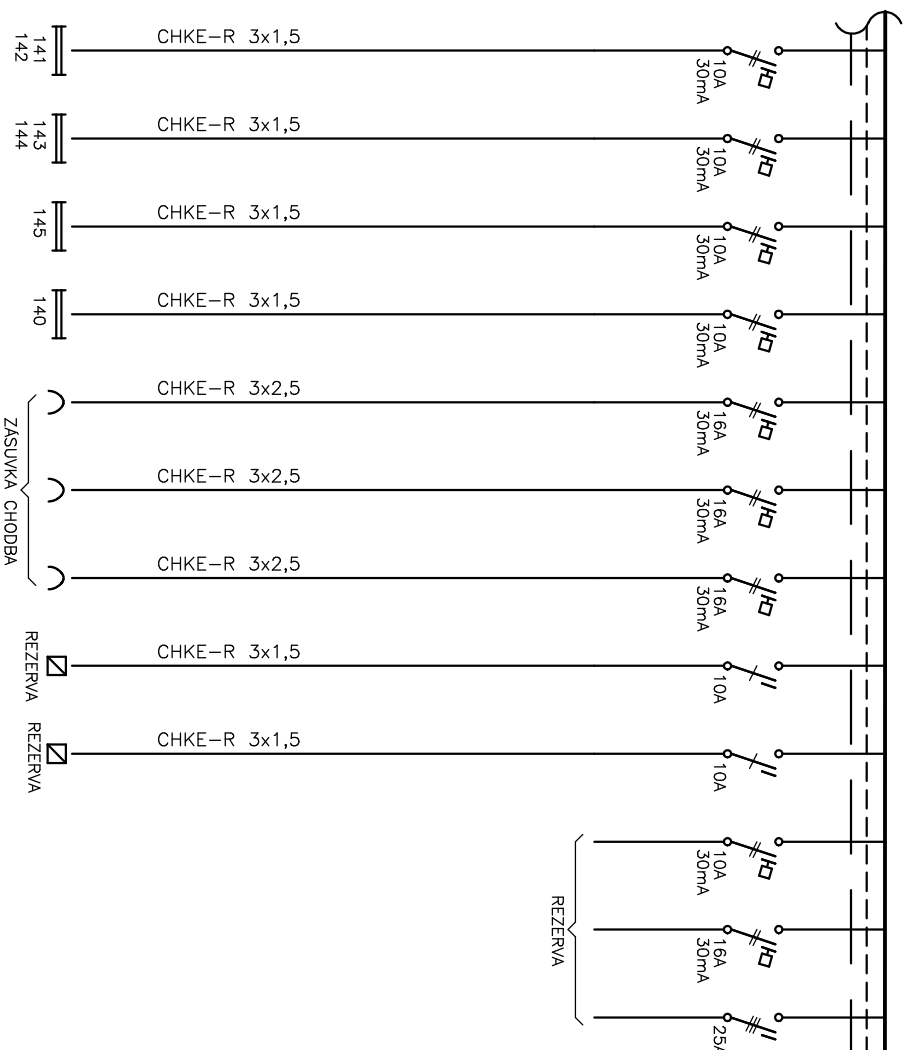 CHKE-R 3x1,5
10A
30mA
141
142
CHKE-R 3x1,5
10A
30mA
143
144
CHKE-R 3x1,5
10A
30mA
145
CHKE-R 3x1,5
10A
30mA
140
CHKE-R 3x2,5
16A
30mA
CHKE-R 3x2,5
16A
30mA
CHKE-R 3x2,5
16A
30mA
ZÁSUVKA CHODBA
CHKE-R 3x1,5
10A
REZERVA
CHKE-R 3x1,5
10A
REZERVA
10A
30mA
16A
30mA
25A
REZERVA